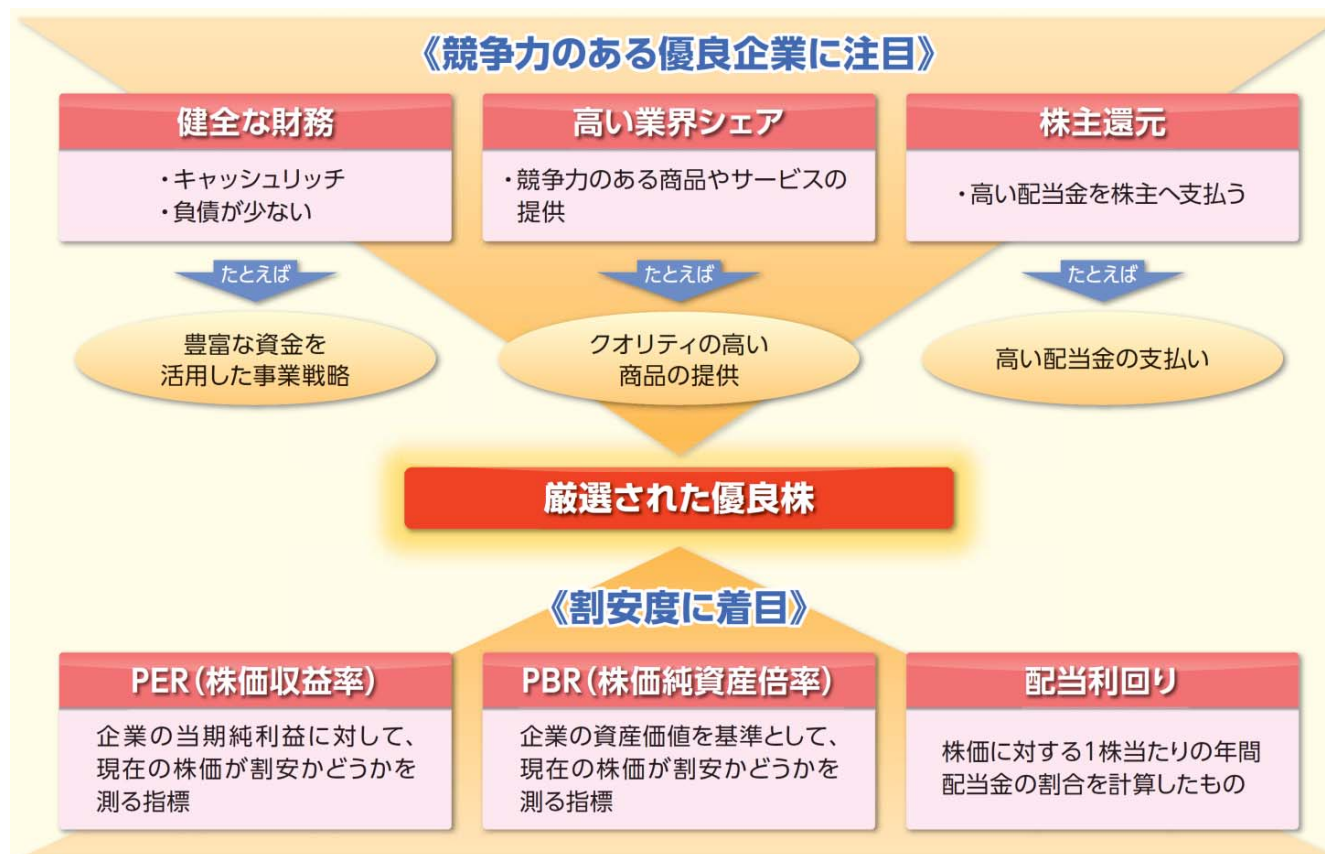 《競争力のある優良企業に注目》
健全な財務
・キャッシュリッチ
・負債が少ない
たとえば
豊富な資金を
活用した事業戦略
高い業界シェア
・競争力のある商品やサービスの
提供
たとえば
クオリティの高い
商品の提供
株主還元
・高い配当金を株主へ支払う
たとえば
高い配当金の支払い
厳選された優良株
《割安度に着目》
PER(株価収益率)
企業の当期純利益に対して、
現在の株価が割安かどうかを
測る指標
PBR(株価純資産倍率)
企業の資産価値を基準として、
現在の株価が割安かどうかを
測る指標
配当利回り
株価に対する1株当たりの年間
配当金の割合を計算したもの